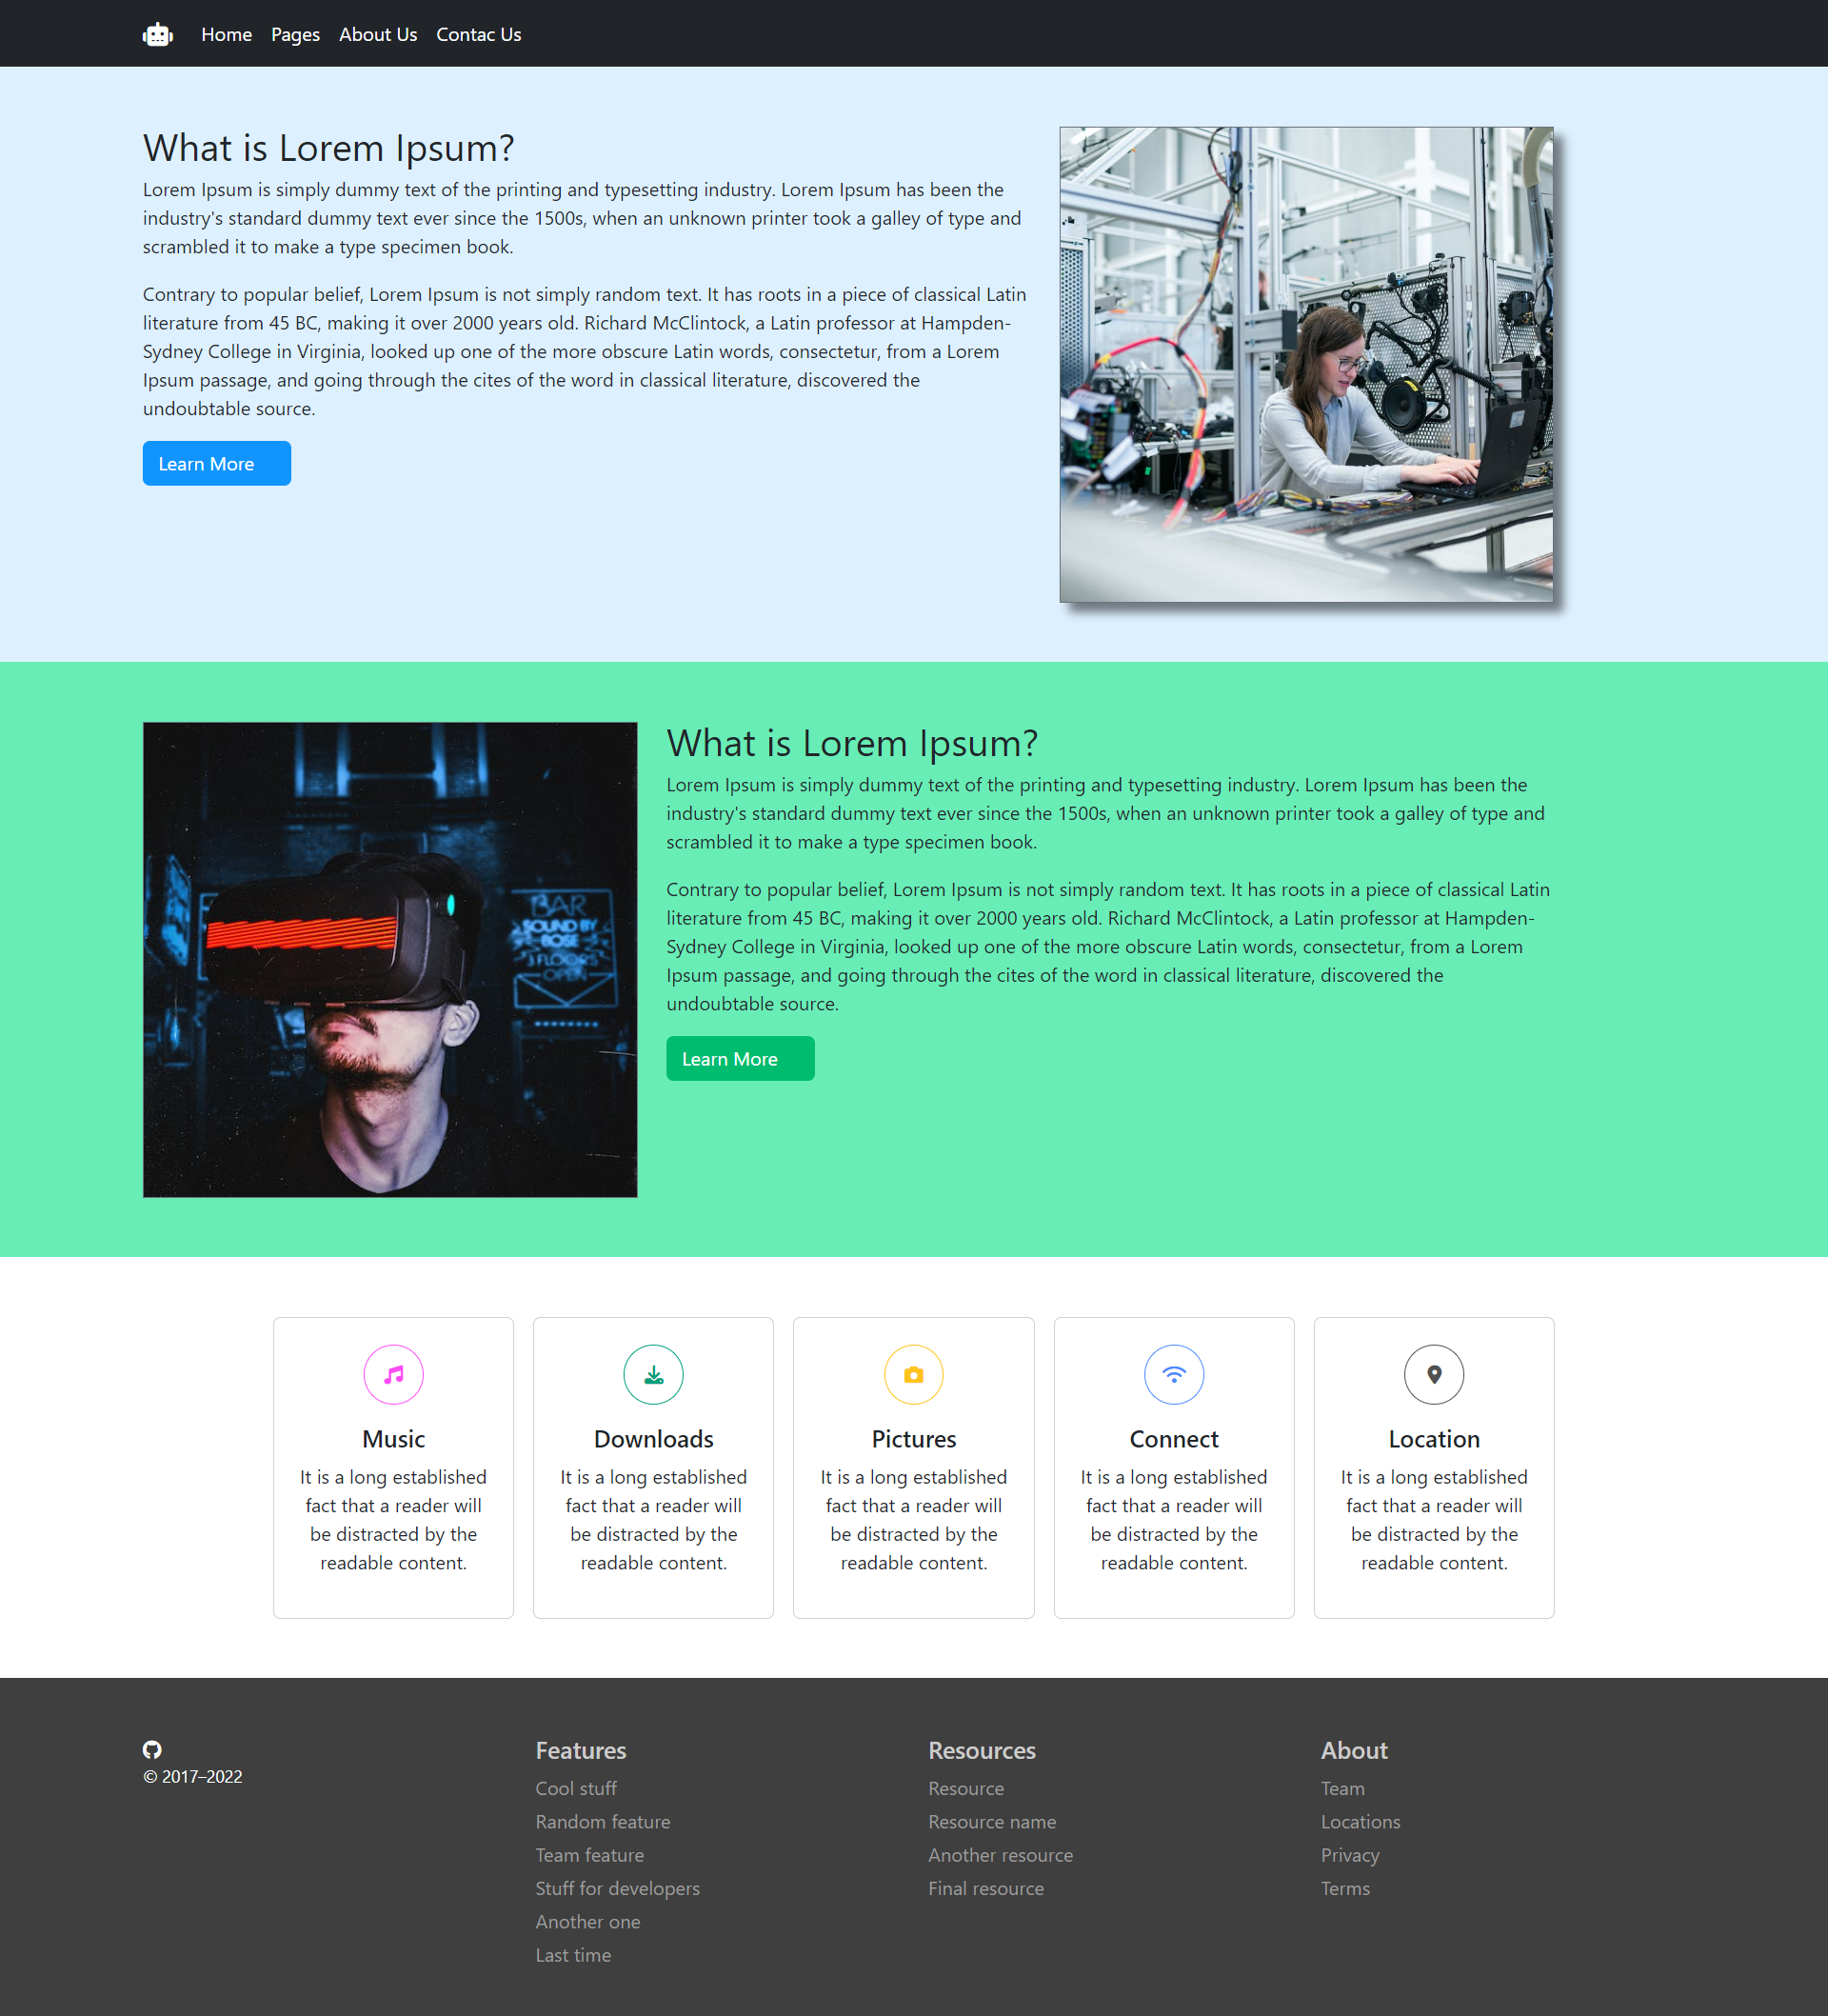 Home Pages About Us Contac Us
What is Lorem Ipsum?
Lorem Ipsum is simply dummy text of the printing and typesetting industry. Lorem Ipsum has been the
industry's standard dummy text ever since the 1500s, when an unknown printer took a galley of type and
scrambled it to make a type specimen book.
Contrary to popular belief, Lorem Ipsum is not simply random text. It has roots in a piece of classical Latin
literature from 45 BC, making it over 2000 years old. Richard McClintock, a Latin professor at Hampden-
Sydney College in Virginia, looked up one of the more obscure Latin words, consectetur, from a Lorem
Ipsum passage, and going through the cites of the word in classical literature, discovered the
undoubtable source.
Learn More
BAR
SOUND BY
BOSE
3 FLOORS
OPEN
What is Lorem Ipsum?
Lorem Ipsum is simply dummy text of the printing and typesetting industry. Lorem Ipsum has been the
industry's standard dummy text ever since the 1500s, when an unknown printer took a galley of type and
scrambled it to make a type specimen book.
Contrary to popular belief, Lorem Ipsum is not simply random text. It has roots in a piece of classical Latin
literature from 45 BC, making it over 2000 years old. Richard McClintock, a Latin professor at Hampden-
Sydney College in Virginia, looked up one of the more obscure Latin words, consectetur, from a Lorem
Ipsum passage, and going through the cites of the word in classical literature, discovered the
undoubtable source.
Learn More
Music
It is a long established
fact that a reader will
be distracted by the
readable content.
Downloads
It is a long established
fact that a reader will
be distracted by the
readable content.
Pictures
It is a long established
fact that a reader will
be distracted by the
readable content.
Connect
It is a long established
fact that a reader will
be distracted by the
readable content.
Location
It is a long established
fact that a reader will
be distracted by the
readable content.
© 2017–2022
Features
Cool stuff
Random feature
Team feature
Stuff for developers
Another one
Last time
Resources
Resource
Resource name
Another resource
Final resource
About
Team
Locations
Privacy
Terms